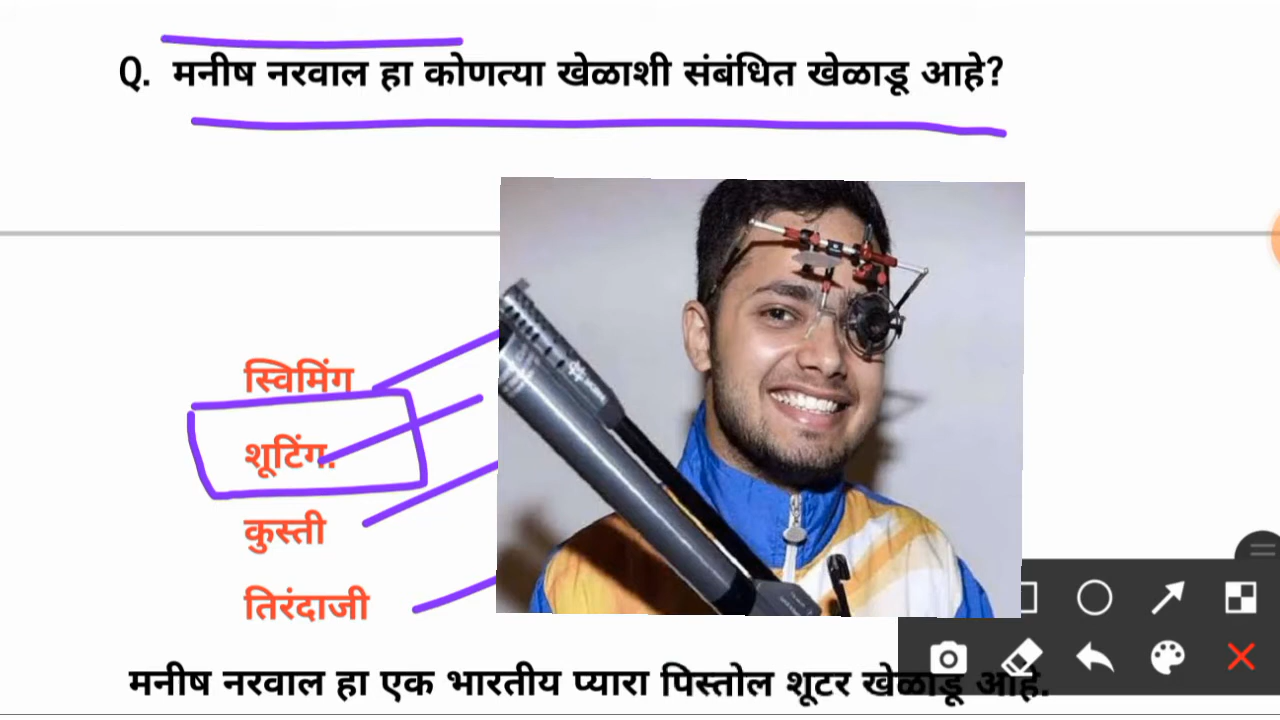 Q. मनीष नरवाल हा कोणत्या खेळाशी संबंधित खेळाडू आहे?
स्विमिंग
शूटिंग.
कुस्ती
तिरंदाजी
मनीष नरवाल हा एक भारतीय प्यारा पिस्तोल शूटर खेळाडू आहे.